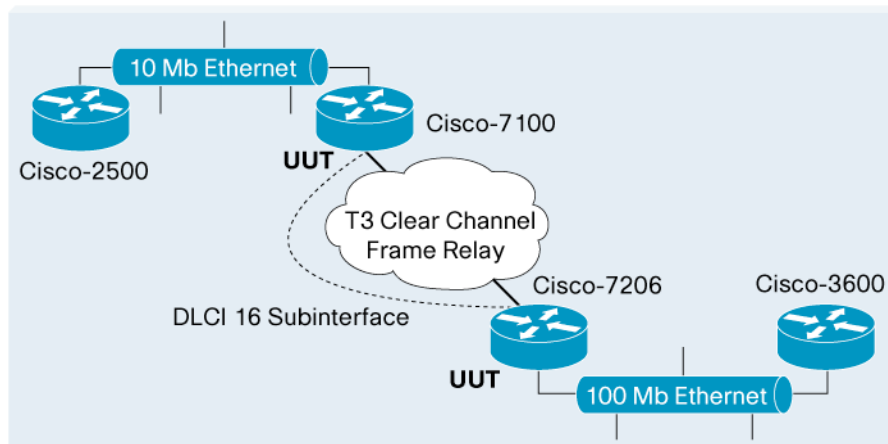 10 Mb Ethernet
Cisco-7100
UUT
Cisco-2500
T3 Clear Channel
Frame Relay
Cisco-7206
Cisco-3600
DLCI 16 Subinterface
UUT
100 Mb Ethernet